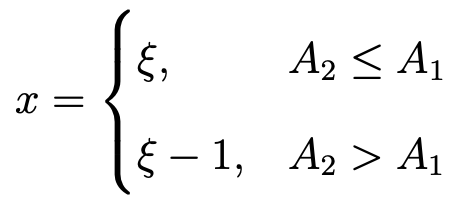 x = { ξ, A₂ ≤ A₁
ξ − 1, A₂ > A₁